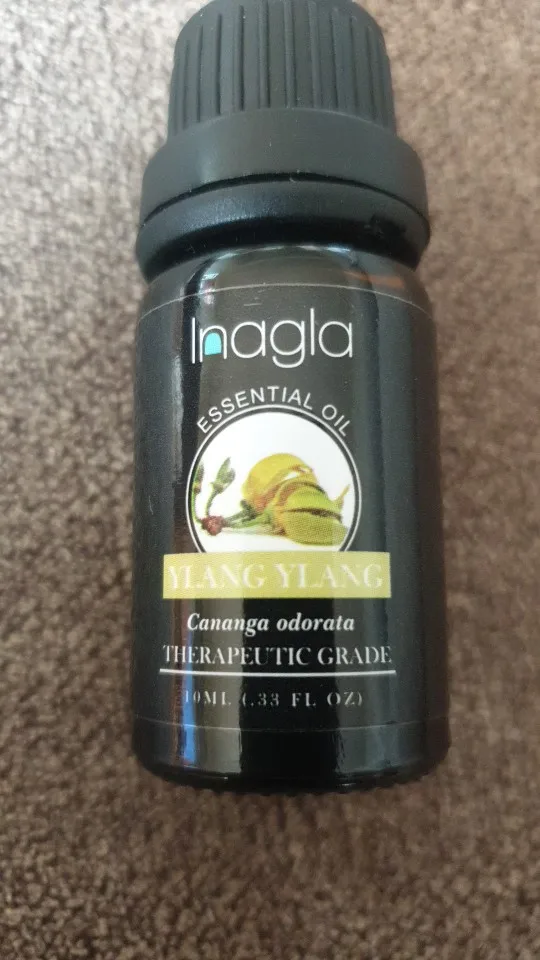 Inagla
ESSENTIAL OIL
YLANG YLANG
Cananga odorata
THERAPEUTIC GRADE
10ML (.33 FL OZ)